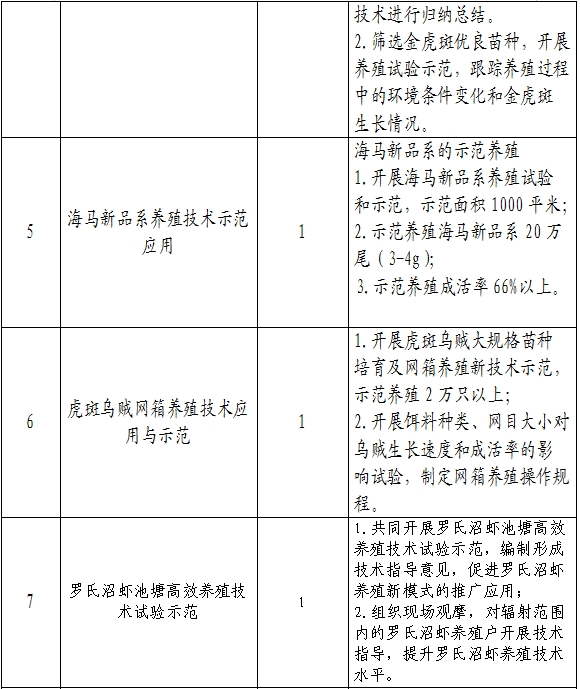 技术进行归纳总结。
2.筛选金虎斑优良苗种，开展
养殖试验示范，跟踪养殖过程
中的环境条件变化和金虎斑
生长情况。
5
海马新品系养殖技术示范
应用
1
海马新品系的示范养殖
1.开展海马新品系养殖试验
和示范，示范面积1000平米；
2.示范养殖海马新品系20万
尾（3-4g）；
3.示范养殖成活率66%以上。
6
虎斑乌贼网箱养殖技术应
用与示范
1
1.开展虎斑乌贼大规格苗种
培育及网箱养殖新技术示范，
示范养殖2万只以上；
2.开展饵料种类、网目大小对
乌贼生长速度和成活率的影
响试验，制定网箱养殖操作规
程。
7
罗氏沼虾池塘高效养殖技
术试验示范
1
1.共同开展罗氏沼虾池塘高效
养殖技术试验示范，编制形成
技术指导意见，促进罗氏沼虾
养殖新模式的推广应用；
2.组织现场观摩，对辐射范围
内的罗氏沼虾养殖户开展技术
指导，提升罗氏沼虾养殖技术
水平。